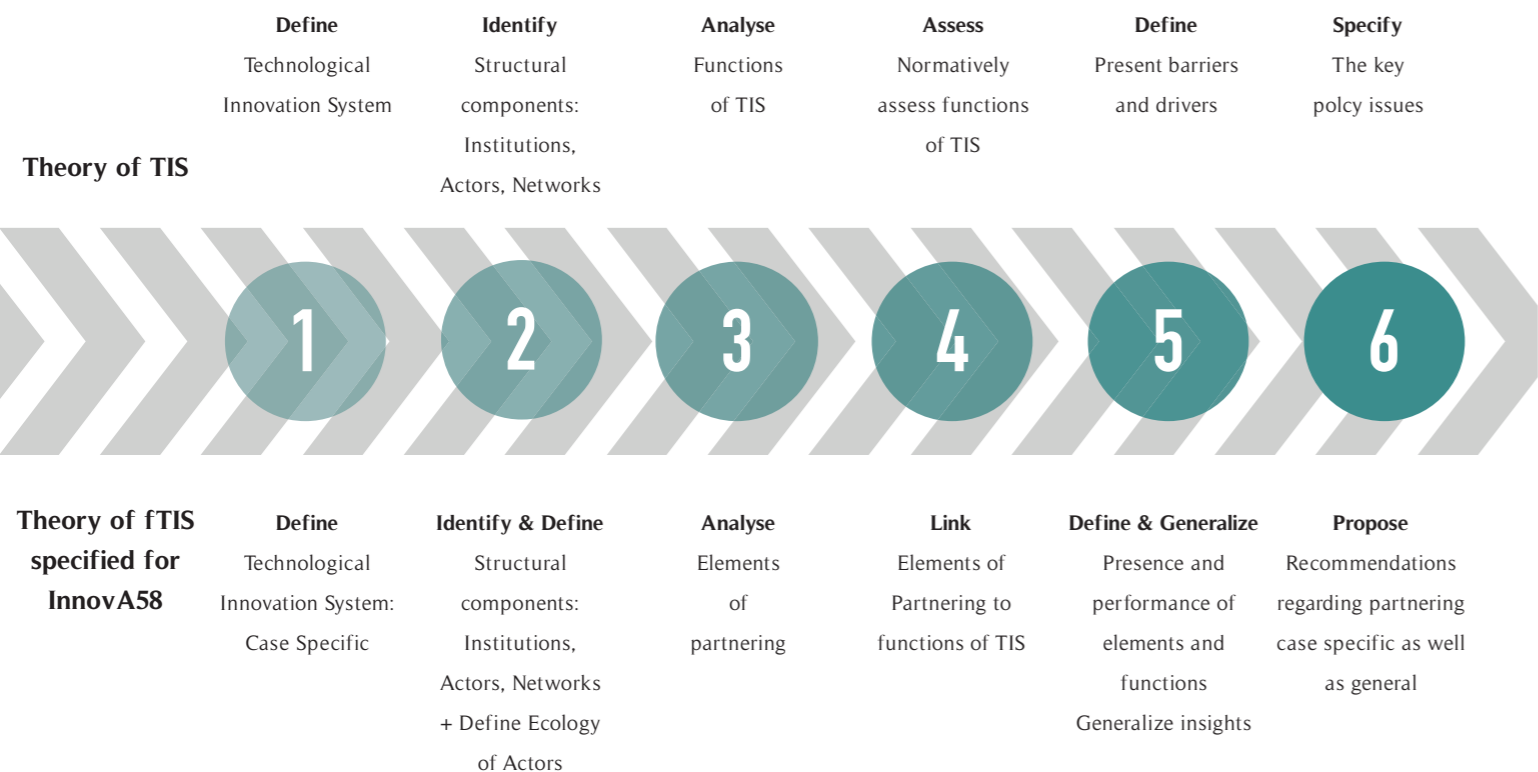 Define
Technological
Innovation System
Identify
Structural
components:
Institutions,
Actors, Networks
Analyse
Functions
of TIS
Assess
Normatively
assess functions
of TIS
Define
Present barriers
and drivers
Specify
The key
polcy issues
Theory of TIS
1
2
3
4
5
6
Theory of fTIS
specified for
InnovA58
Define
Technological
Innovation System:
Case Specific
Identify & Define
Structural
components:
Institutions,
Actors, Networks
+ Define Ecology
of Actors
Analyse
Elements
of
partnering
Link
Elements of
Partnering to
functions of TIS
Define & Generalize
Presence and
performance of
elements and
functions
Generalize insights
Propose
Recommendations
regarding partnering
case specific as well
as general